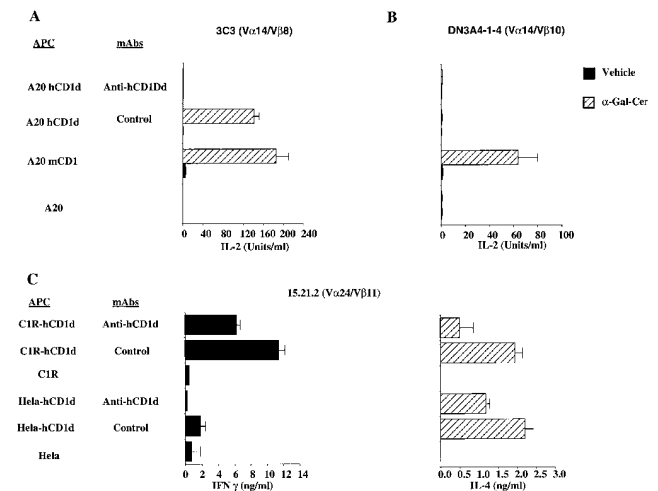 A
B
3C3 (Vα14/Vβ8)
DN3A4-1-4 (Vα14/Vβ10)
APC mAbs
Vehicle
α-Gal-Cer
A20 hCD1d Anti-hCD1Dd
A20 hCD1d Control
A20 mCD1
A20
0 40 80 120 160 200 240
IL-2 (Units/ml)
0 20 40 60 80 100
IL-2 (Units/ml)
C
15.21.2 (Vα24/Vβ11)
APC mAbs
C1R-hCD1d Anti-hCD1d
C1R-hCD1d Control
C1R
Hela-hCD1d Anti-hCD1d
Hela-hCD1d Control
Hela
0 2 4 6 8 10 12 14
IFN γ (ng/ml)
0.0 0.5 1.0 1.5 2.0 2.5 3.0
IL-4 (ng/ml)